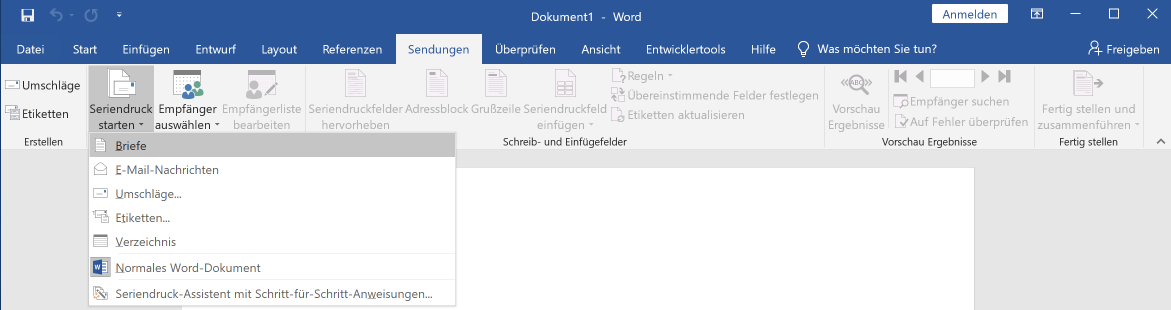 Dokument1 - Word
Anmelden
Datei Start Einfügen Entwurf Layout Referenzen Sendungen Überprüfen Ansicht Entwicklertools Hilfe Was möchten Sie tun? Freigeben
Umschläge
Etiketten
Erstellen
Seriendruck
starten
Empfänger
auswählen
Empfängerliste
bearbeiten
Seriendruckfelder
hervorheben
Adressblock
Grußzeile
Seriendruckfeld
einfügen
Regeln
Übereinstimmende Felder festlegen
Etiketten aktualisieren
Schreib- und Einfügefelder
ABC
Vorschau
Ergebnisse
Empfänger suchen
Auf Fehler überprüfen
Vorschau Ergebnisse
Fertig stellen und
zusammenführen
Fertig stellen
Briefe
E-Mail-Nachrichten
Umschläge...
Etiketten...
Verzeichnis
Normales Word-Dokument
Seriendruck-Assistent mit Schritt-für-Schritt-Anweisungen...